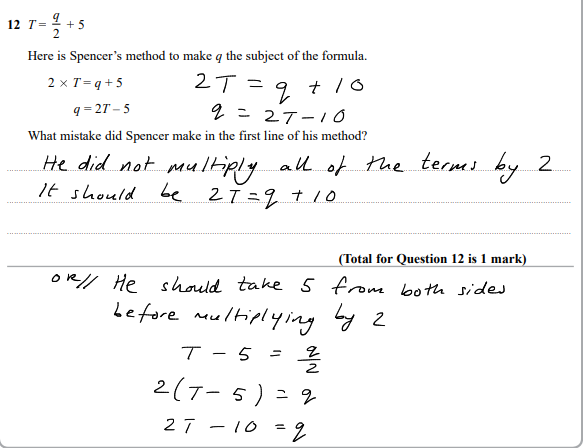 12 T = q/2 + 5
Here is Spencer's method to make q the subject of the formula.
2 × T = q + 5
2T = q + 10
q = 2T – 5
q = 2T – 10
What mistake did Spencer make in the first line of his method?
He did not multiply all of the terms by 2
It should be 2T = q + 10
(Total for Question 12 is 1 mark)
OR// He should take 5 from both sides
before multiplying by 2
T – 5 = q/2
2(T – 5) = q
2T – 10 = q